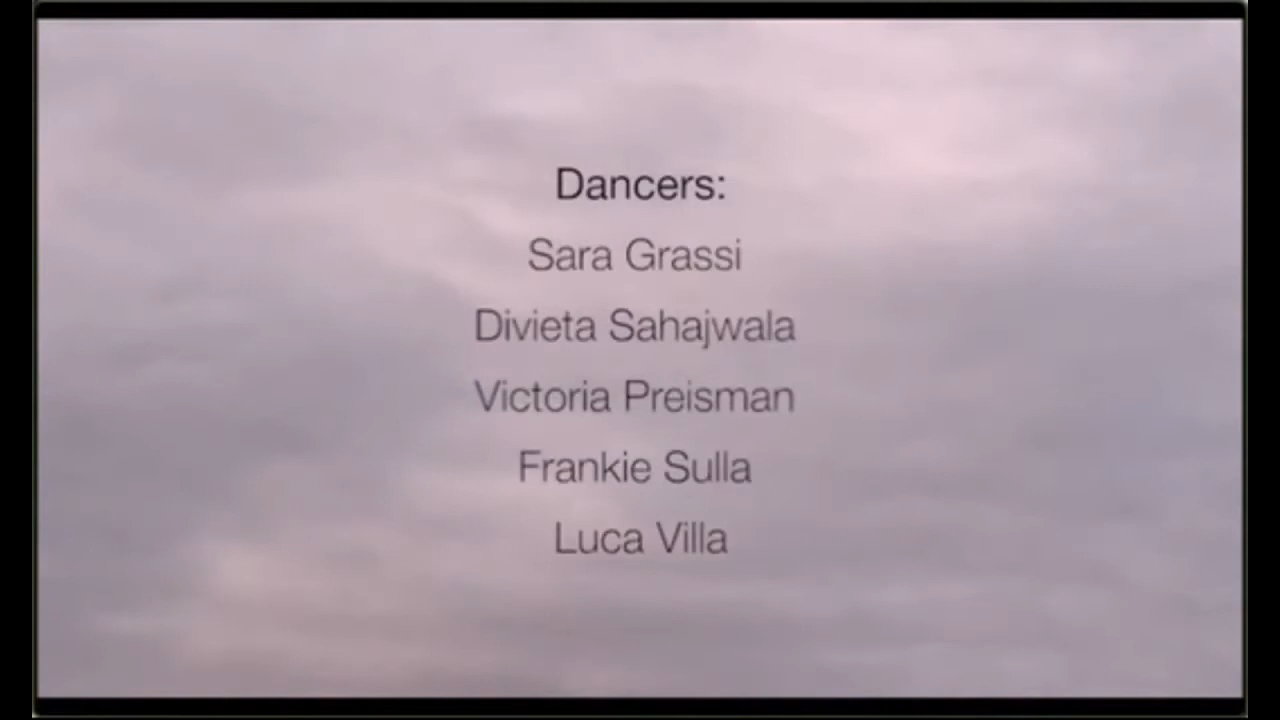 Dancers:
Sara Grassi
Divieta Sahajwala
Victoria Preisman
Frankie Sulla
Luca Villa